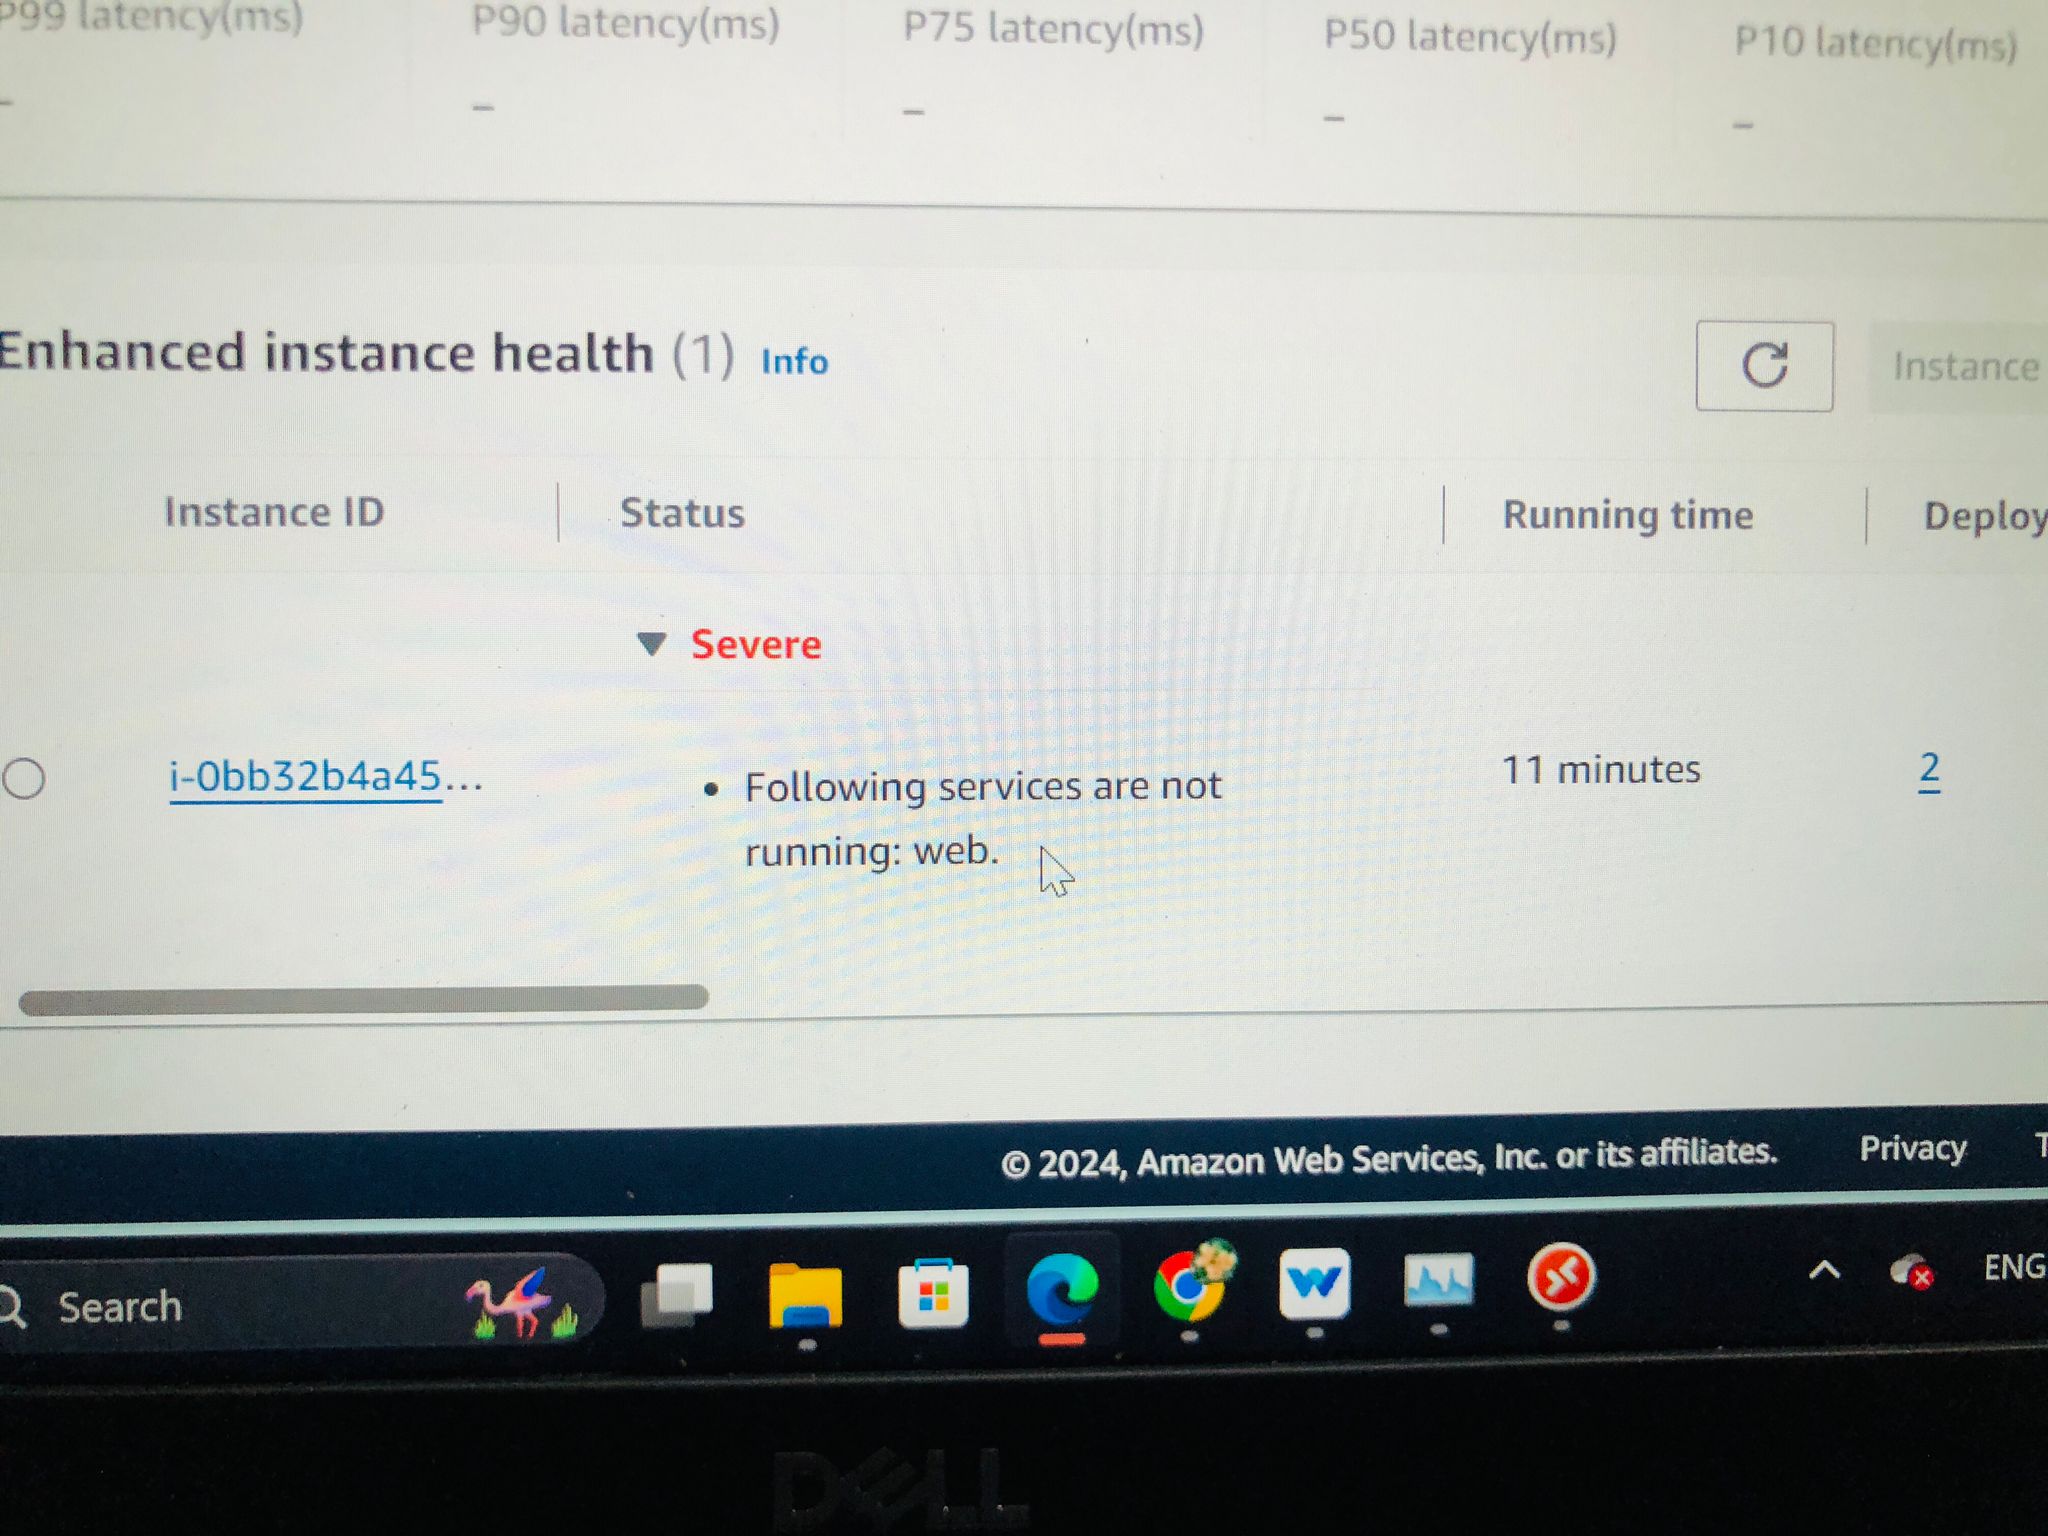 P99 latency(ms)
P90 latency(ms)
P75 latency(ms)
P50 latency(ms)
P10 latency(ms)
–
–
–
–
–
Enhanced instance health (1) Info
Instance
Instance ID
Status
Running time
Deploy
Severe
i-0bb32b4a45...
• Following services are not
running: web.
11 minutes
2
© 2024, Amazon Web Services, Inc. or its affiliates.
Privacy
T
Search
ENG
DELL